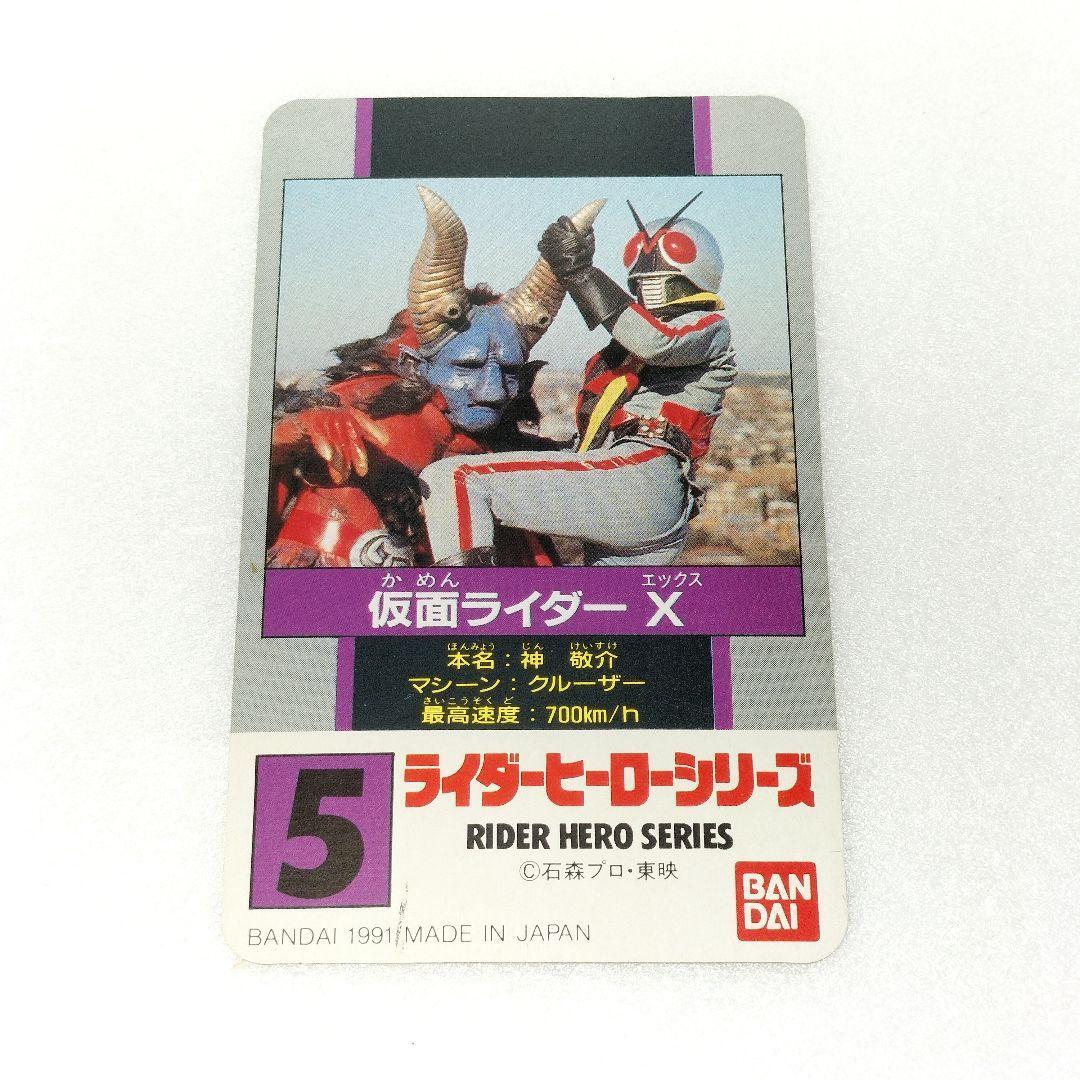 かめん エックス
仮面ライダー X
ほんみょう じん けいすけ
本名：神 敬介
マシーン：クルーザー
さいこうそくど
最高速度：700km/h
5
ライダーヒーローシリーズ
RIDER HERO SERIES
©石森プロ・東映
BAN
DAI
BANDAI 1991 MADE IN JAPAN